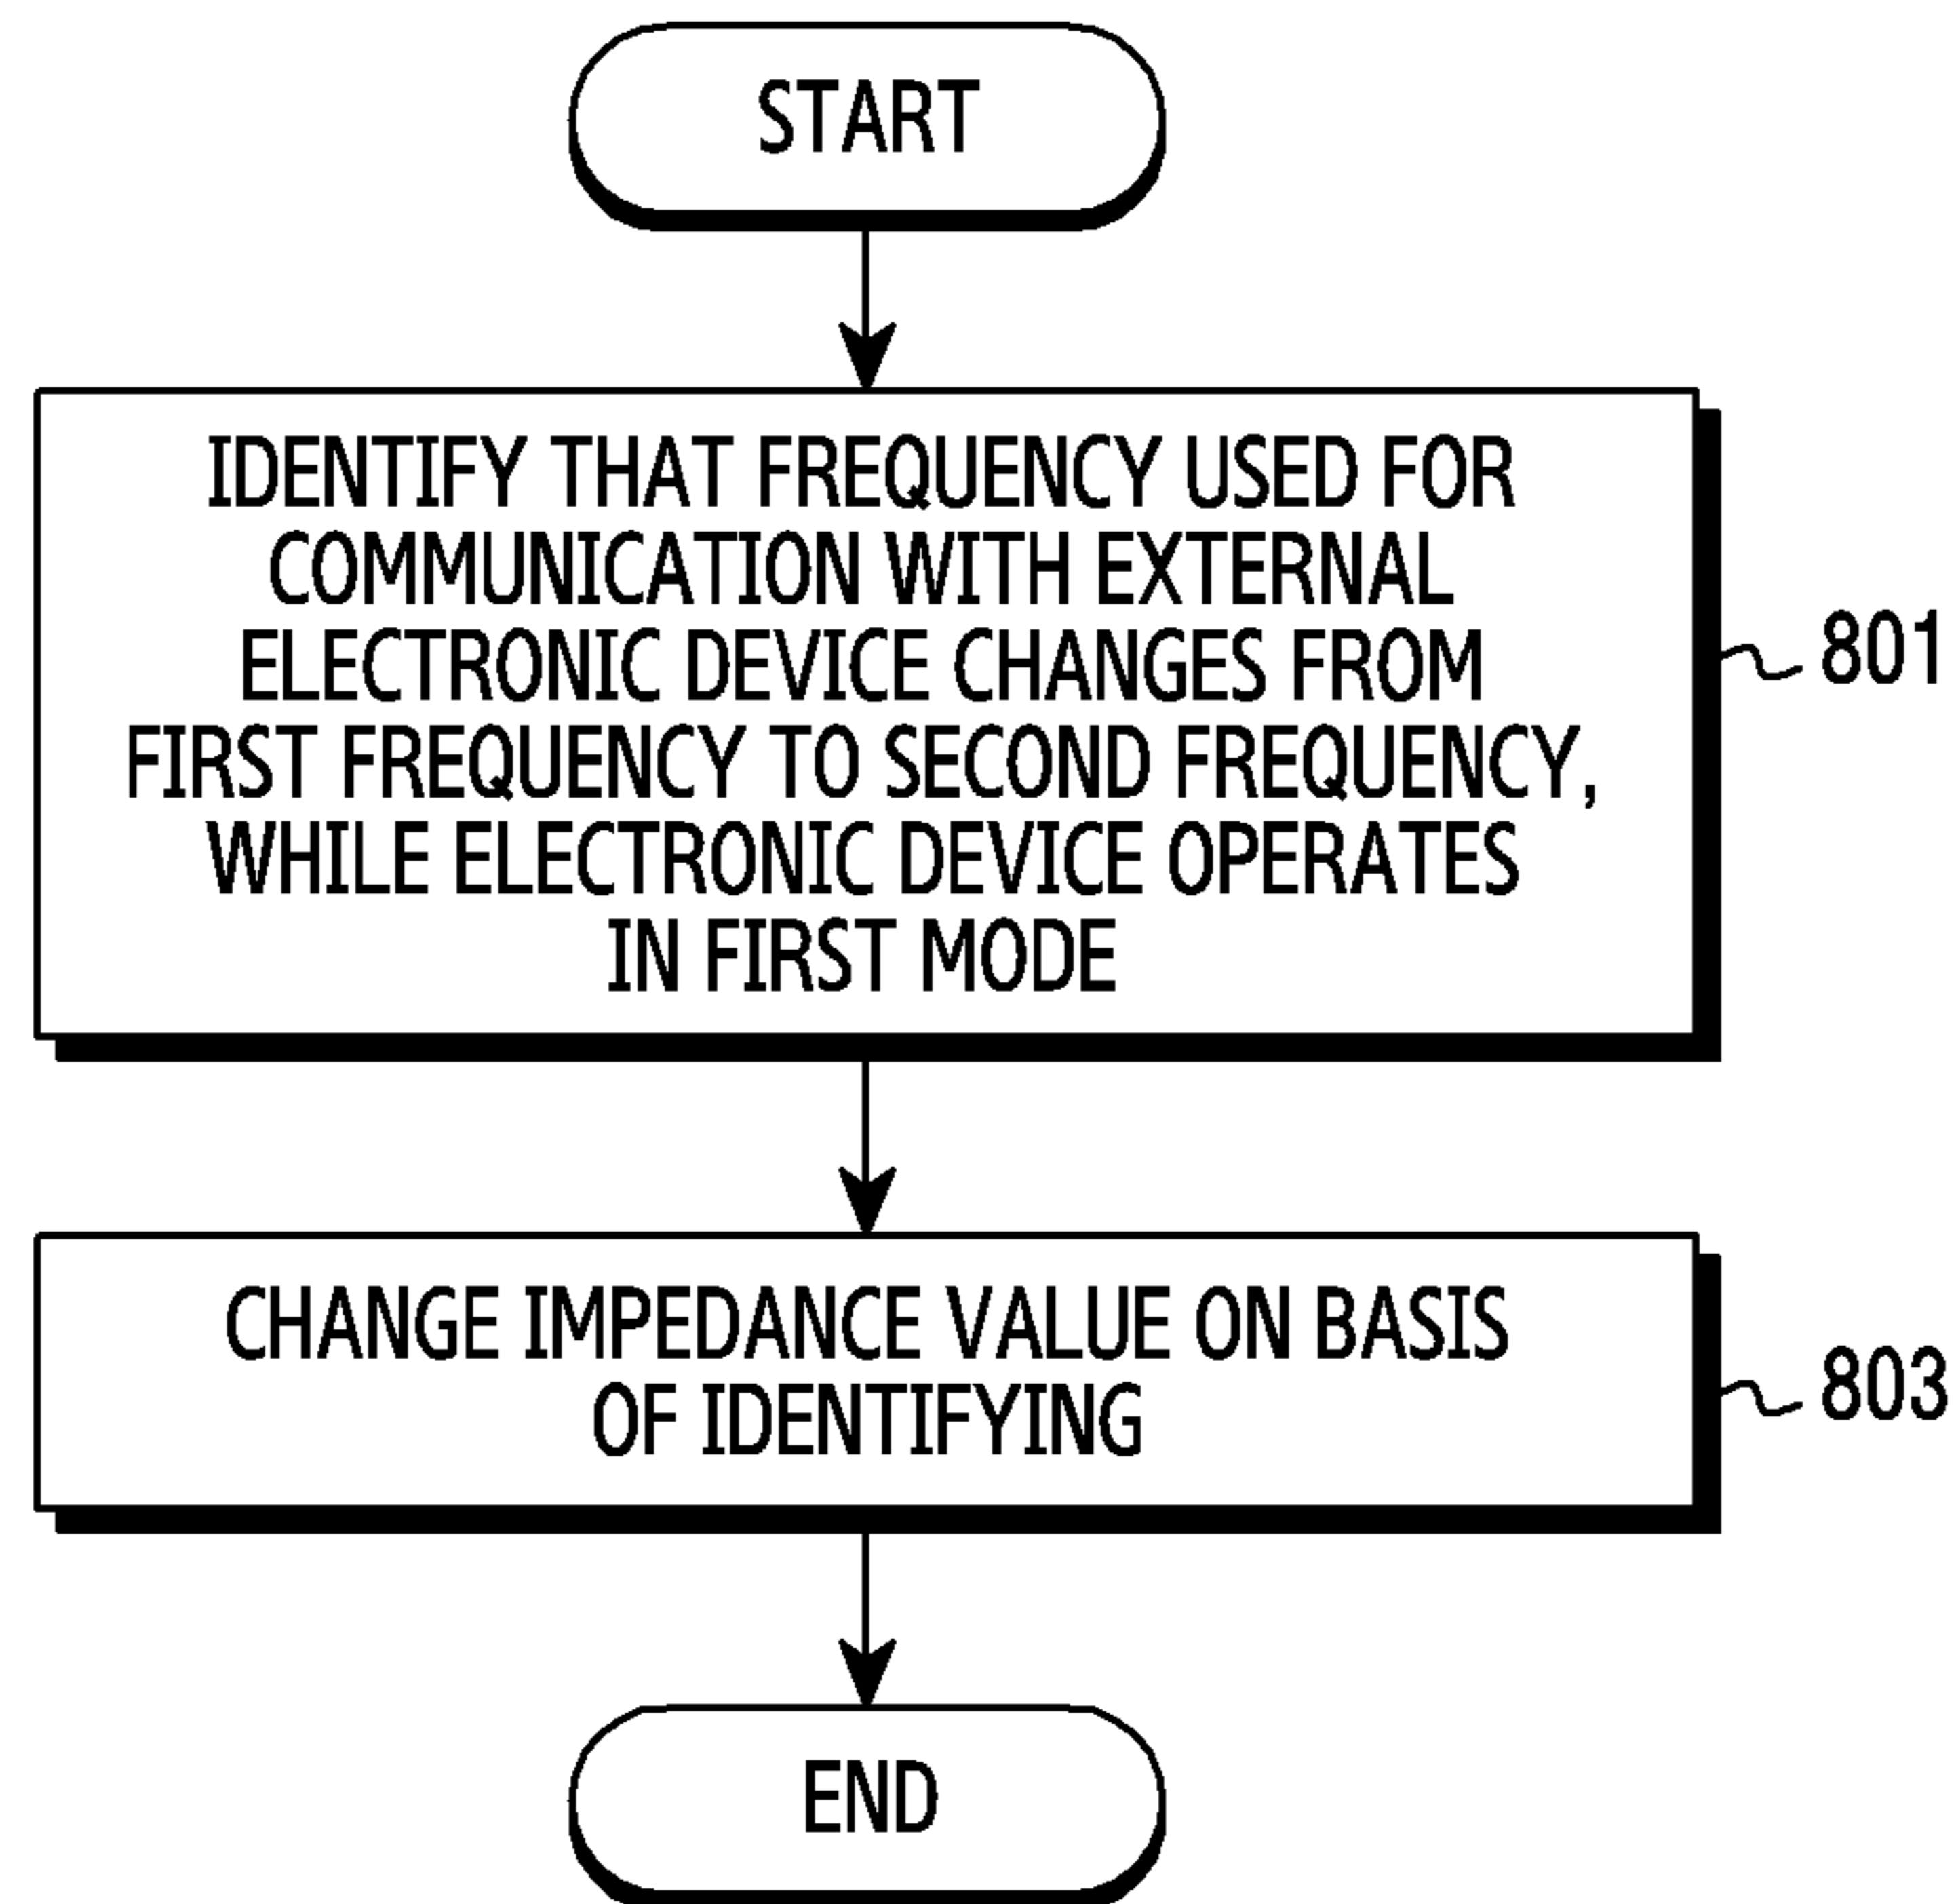 START
IDENTIFY THAT FREQUENCY USED FOR
COMMUNICATION WITH EXTERNAL
ELECTRONIC DEVICE CHANGES FROM
FIRST FREQUENCY TO SECOND FREQUENCY,
WHILE ELECTRONIC DEVICE OPERATES
IN FIRST MODE
801
CHANGE IMPEDANCE VALUE ON BASIS
OF IDENTIFYING
803
END